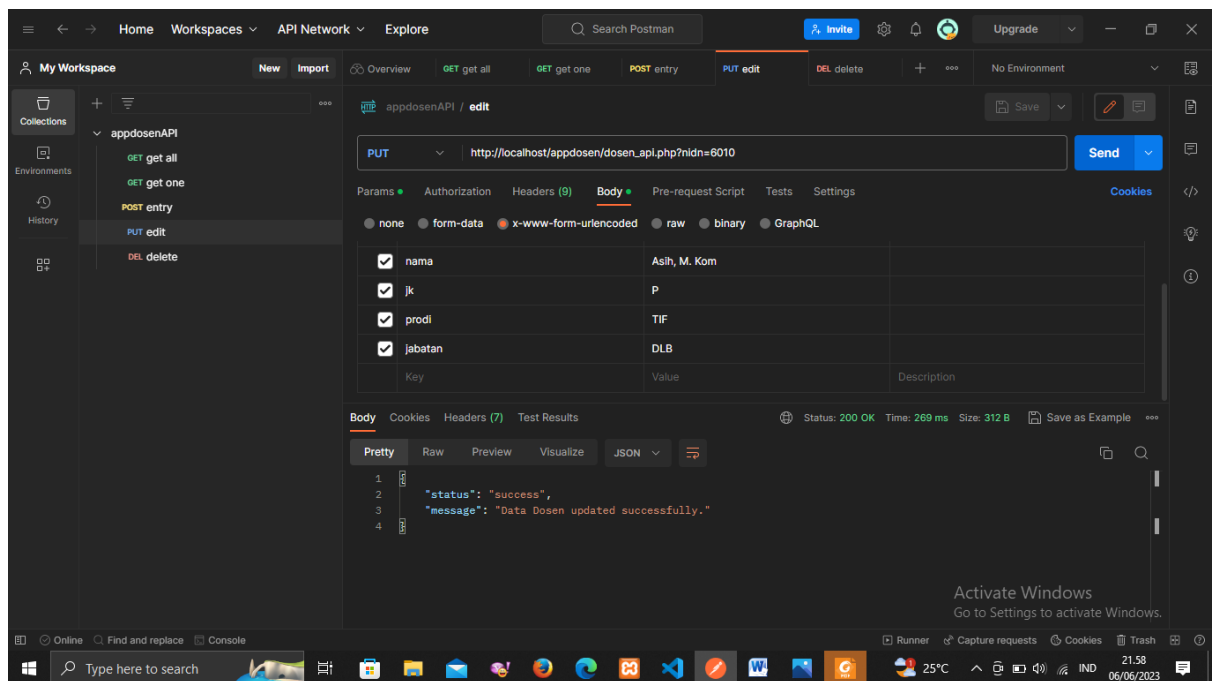 Home Workspaces API Network Explore Search Postman Invite Upgrade
My Workspace New Import Overview GET get all GET get one POST entry PUT edit DEL delete No Environment
Collections
Environments
History
appdosenAPI
GET get all
GET get one
POST entry
PUT edit
DEL delete
HTTP appdosenAPI / edit Save
PUT http://localhost/appdosen/dosen_api.php?nidn=6010 Send
Params Authorization Headers (9) Body Pre-request Script Tests Settings Cookies
none form-data x-www-form-urlencoded raw binary GraphQL
nama Asih, M. Kom
jk P
prodi TIF
jabatan DLB
Key Value Description
Body Cookies Headers (7) Test Results Status: 200 OK Time: 269 ms Size: 312 B Save as Example
Pretty Raw Preview Visualize JSON
1 {
2 "status": "success",
3 "message": "Data Dosen updated successfully."
4 }
Activate Windows
Go to Settings to activate Windows.
Online Find and replace Console Runner Capture requests Cookies Trash
Type here to search 25°C IND 21.58
06/06/2023